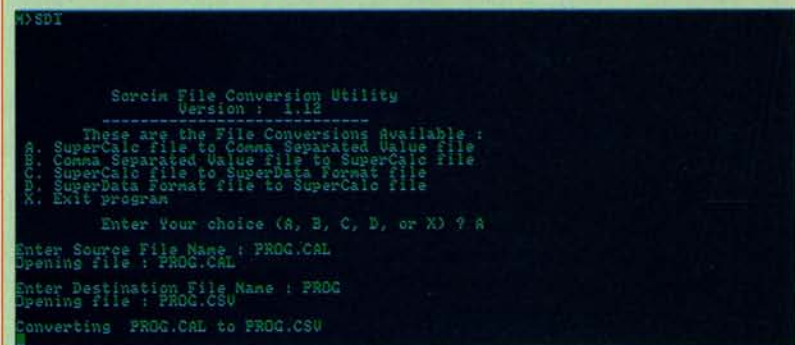 M>SDI
Sorcim File Conversion Utility
Version : 1.12
------------------------------
These are the File Conversions Available :
A. SuperCalc file to Comma Separated Value file
B. Comma Separated Value file to SuperCalc file
C. SuperCalc file to SuperData Format file
D. SuperData Format file to SuperCalc file
X. Exit program
Enter Your choice (A, B, C, D, or X) ? A
Enter Source File Name : PROG.CAL
Opening file : PROG.CAL
Enter Destination File Name : PROG
Opening file : PROG.CSV
Converting PROG.CAL to PROG.CSV